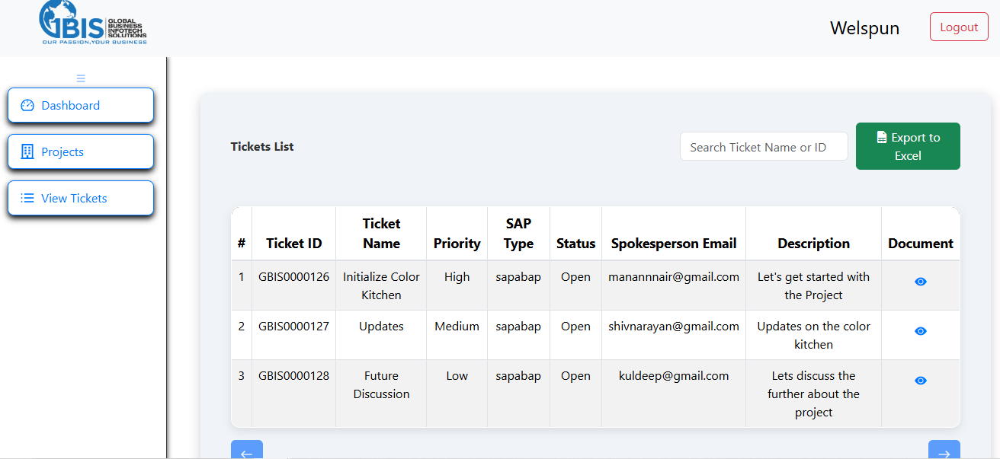 GBIS
GLOBAL
BUSINESS
INFOTECH
SOLUTIONS
OUR PASSION,YOUR BUSINESS
Welspun
Logout
Dashboard
Projects
View Tickets
Tickets List
Search Ticket Name or ID
Export to
Excel
# Ticket ID Ticket Name Priority SAP Type Status Spokesperson Email Description Document
1 GBIS0000126 Initialize Color Kitchen High sapabap Open manannnair@gmail.com Let's get started with the Project
2 GBIS0000127 Updates Medium sapabap Open shivnarayan@gmail.com Updates on the color kitchen
3 GBIS0000128 Future Discussion Low sapabap Open kuldeep@gmail.com Lets discuss the further about the project